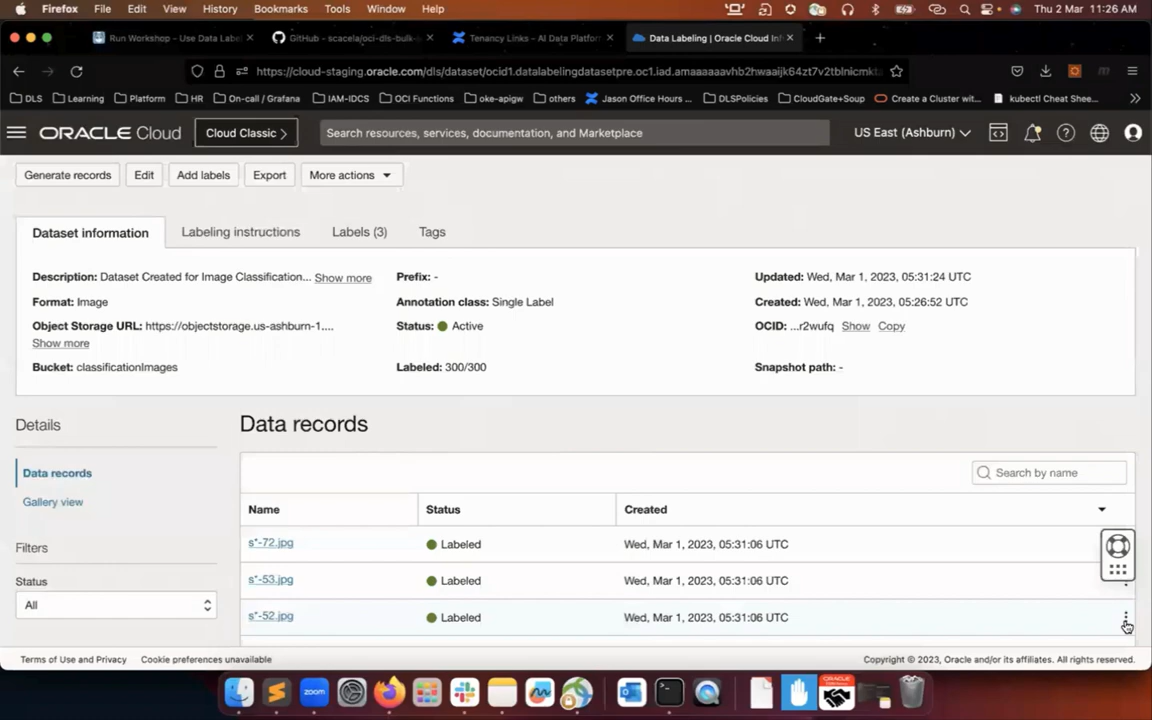 Firefox File Edit View History Bookmarks Tools Window Help Thu 2 Mar 11:26 AM
Run Workshop - Use Data Labe GitHub - scacela/oci-dls-bulk- Tenancy Links – AI Data Platform Data Labeling | Oracle Cloud Inf
https://cloud-staging.oracle.com/dls/dataset/ocid1.datalabelingdatasetpre.oc1.iad.amaaaaaavhb2hwaaijk64zt7v2tblnicmkt
DLS Learning Platform HR On-call / Grafana IAM-IDCS OCI Functions oke-apigw others Jason Office Hours ... DLSPolicies CloudGate+Soup Create a Cluster wit... kubectl Cheat Shee...
ORACLE Cloud Cloud Classic Search resources, services, documentation, and Marketplace US East (Ashburn)
Generate records Edit Add labels Export More actions
Dataset information Labeling instructions Labels (3) Tags
Description: Dataset Created for Image Classification... Show more Prefix: - Updated: Wed, Mar 1, 2023, 05:31:24 UTC
Format: Image Annotation class: Single Label Created: Wed, Mar 1, 2023, 05:26:52 UTC
Object Storage URL: https://objectstorage.us-ashburn-1.... Status: Active OCID: ...r2wufq Show Copy
Show more
Bucket: classificationImages Labeled: 300/300 Snapshot path: -
Details Data records
Data records Search by name
Gallery view Name Status Created
Filters s*-72.jpg Labeled Wed, Mar 1, 2023, 05:31:06 UTC
Status s*-53.jpg Labeled Wed, Mar 1, 2023, 05:31:06 UTC
All s*-52.jpg Labeled Wed, Mar 1, 2023, 05:31:06 UTC
Terms of Use and Privacy Cookie preferences unavailable Copyright © 2023, Oracle and/or its affiliates. All rights reserved.
zoom ORACLE